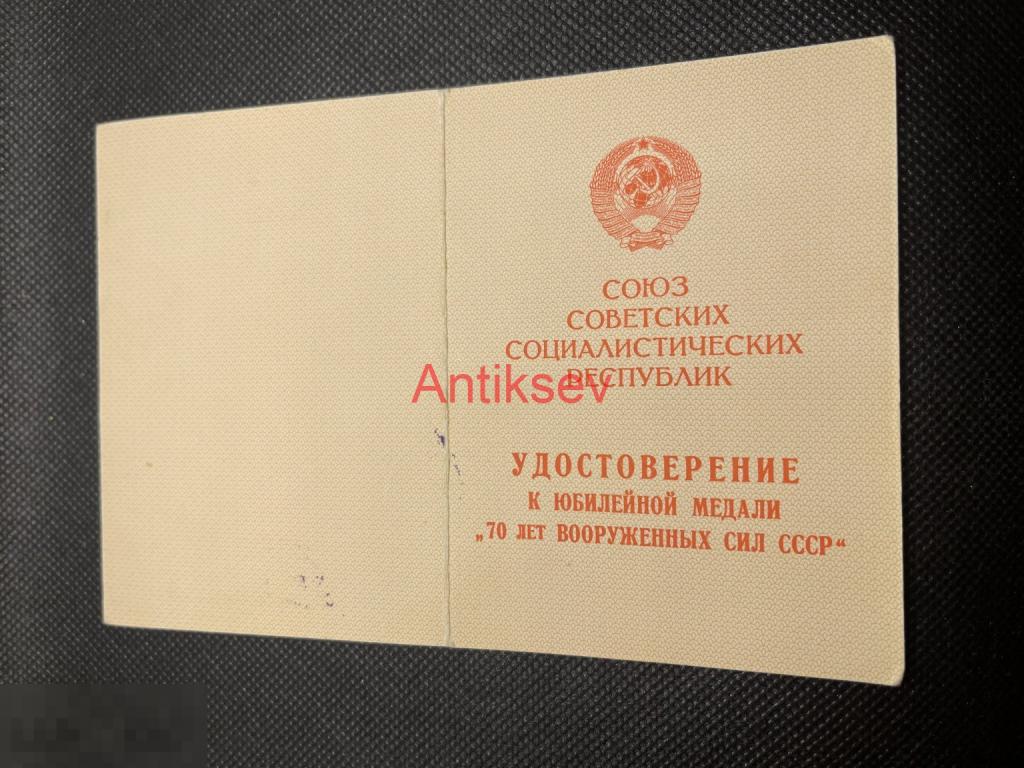 СОЮЗ
СОВЕТСКИХ
СОЦИАЛИСТИЧЕСКИХ
РЕСПУБЛИК
Antiksev
УДОСТОВЕРЕНИЕ
К ЮБИЛЕЙНОЙ МЕДАЛИ
„70 ЛЕТ ВООРУЖЕННЫХ СИЛ СССР“